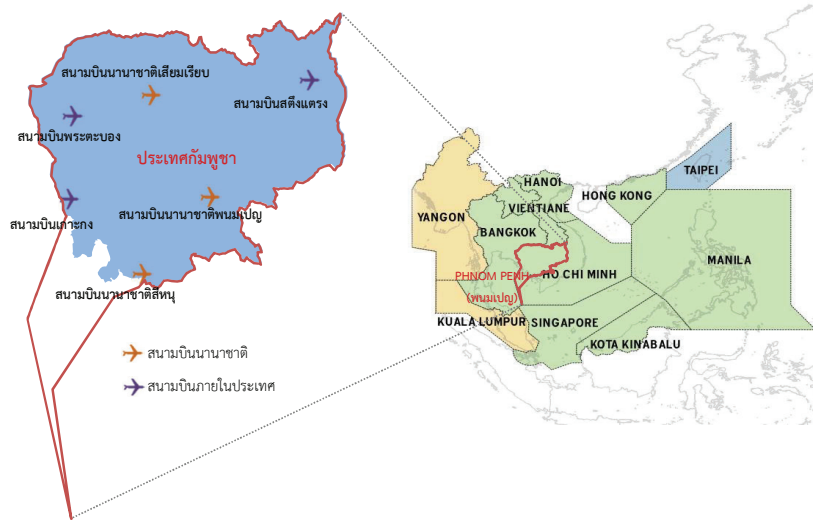 สนามบินนานาชาติเสียมเรียบ
สนามบินสตึงแตรง
สนามบินพระตะบอง
ประเทศกัมพูชา
สนามบินเกาะกง
สนามบินนานาชาติพนมเปญ
สนามบินนานาชาติสีหนุ
สนามบินนานาชาติ
สนามบินภายในประเทศ
TAIPEI
HANOI
HONG KONG
VIENTIANE
YANGON
BANGKOK
MANILA
PHNOM PENH
(พนมเปญ)
HO CHI MINH
KUALA LUMPUR
SINGAPORE
KOTA KINABALU